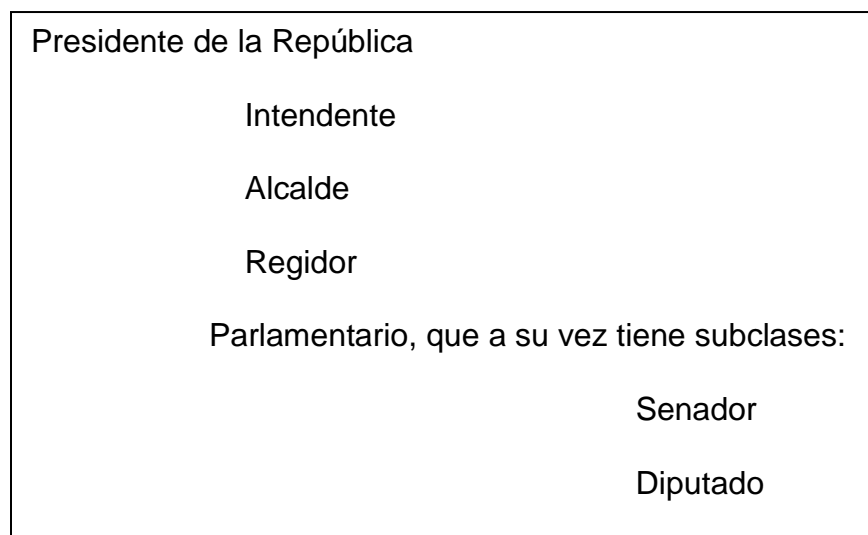 Presidente de la República
Intendente
Alcalde
Regidor
Parlamentario, que a su vez tiene subclases:
Senador
Diputado